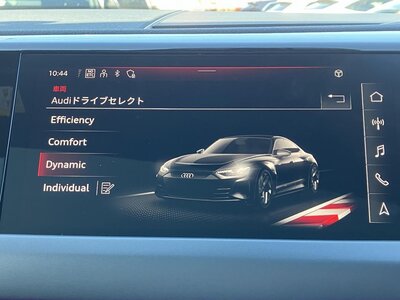 10:44
車両
Audiドライブセレクト
Efficiency
Comfort
Dynamic
Individual